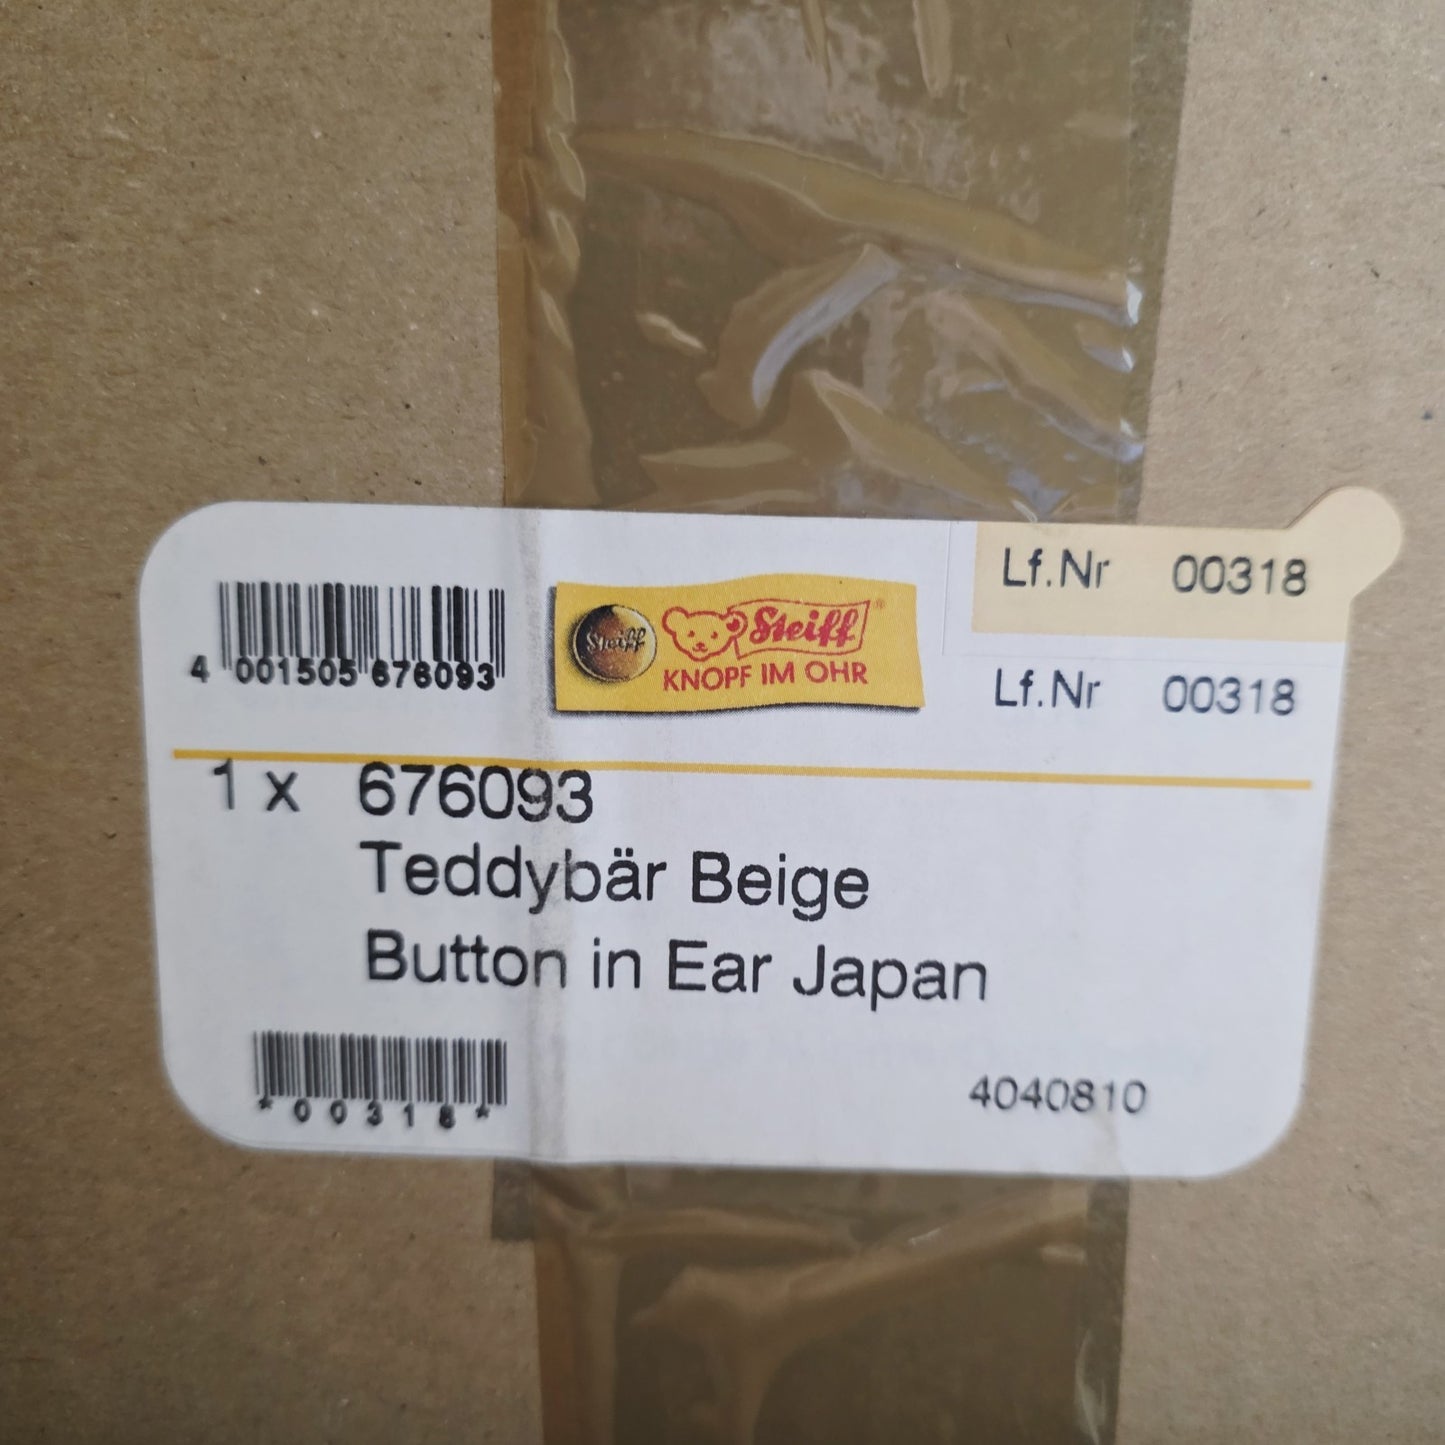 4 001505 676093
Steiff
Steiff®
KNOPF IM OHR
Lf.Nr 00318
Lf.Nr 00318
1 x 676093
Teddybär Beige
Button in Ear Japan
*00318*
4040810